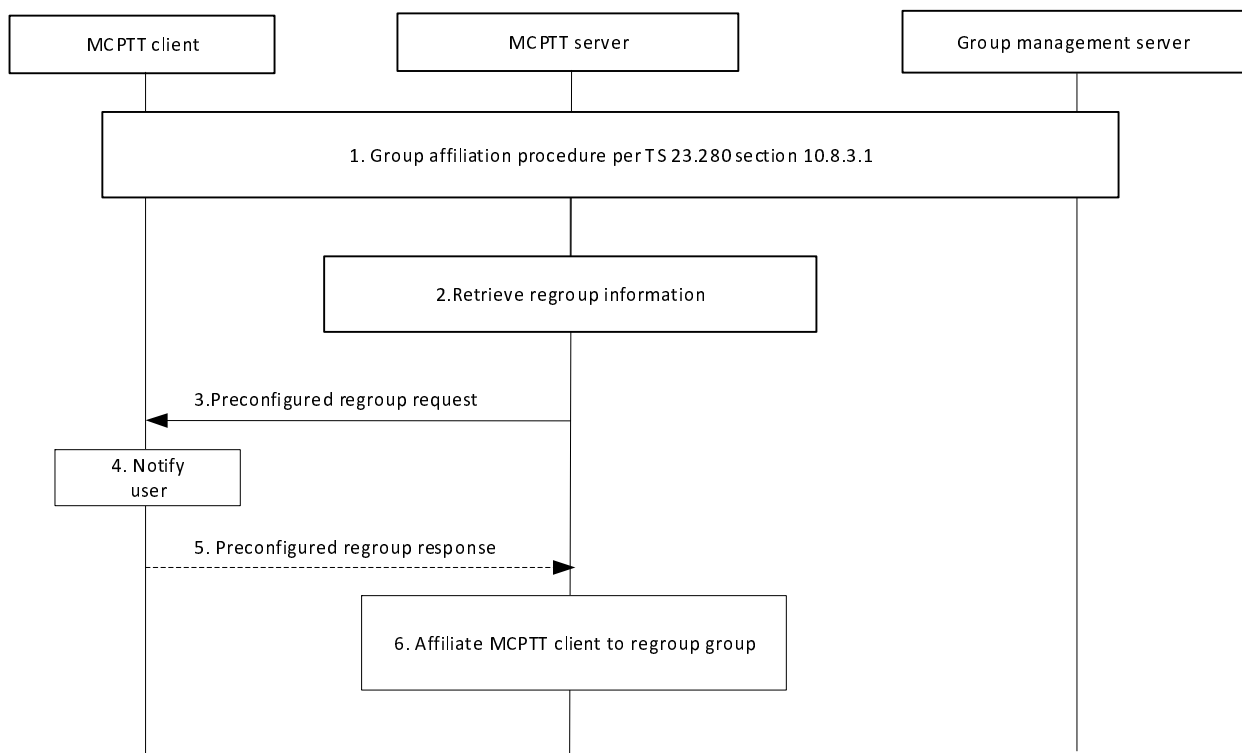 MCPTT client
MCPTT server
Group management server
1. Group affiliation procedure per TS 23.280 section 10.8.3.1
2.Retrieve regroup information
3.Preconfigured regroup request
4. Notify
user
5. Preconfigured regroup response
6. Affiliate MCPTT client to regroup group